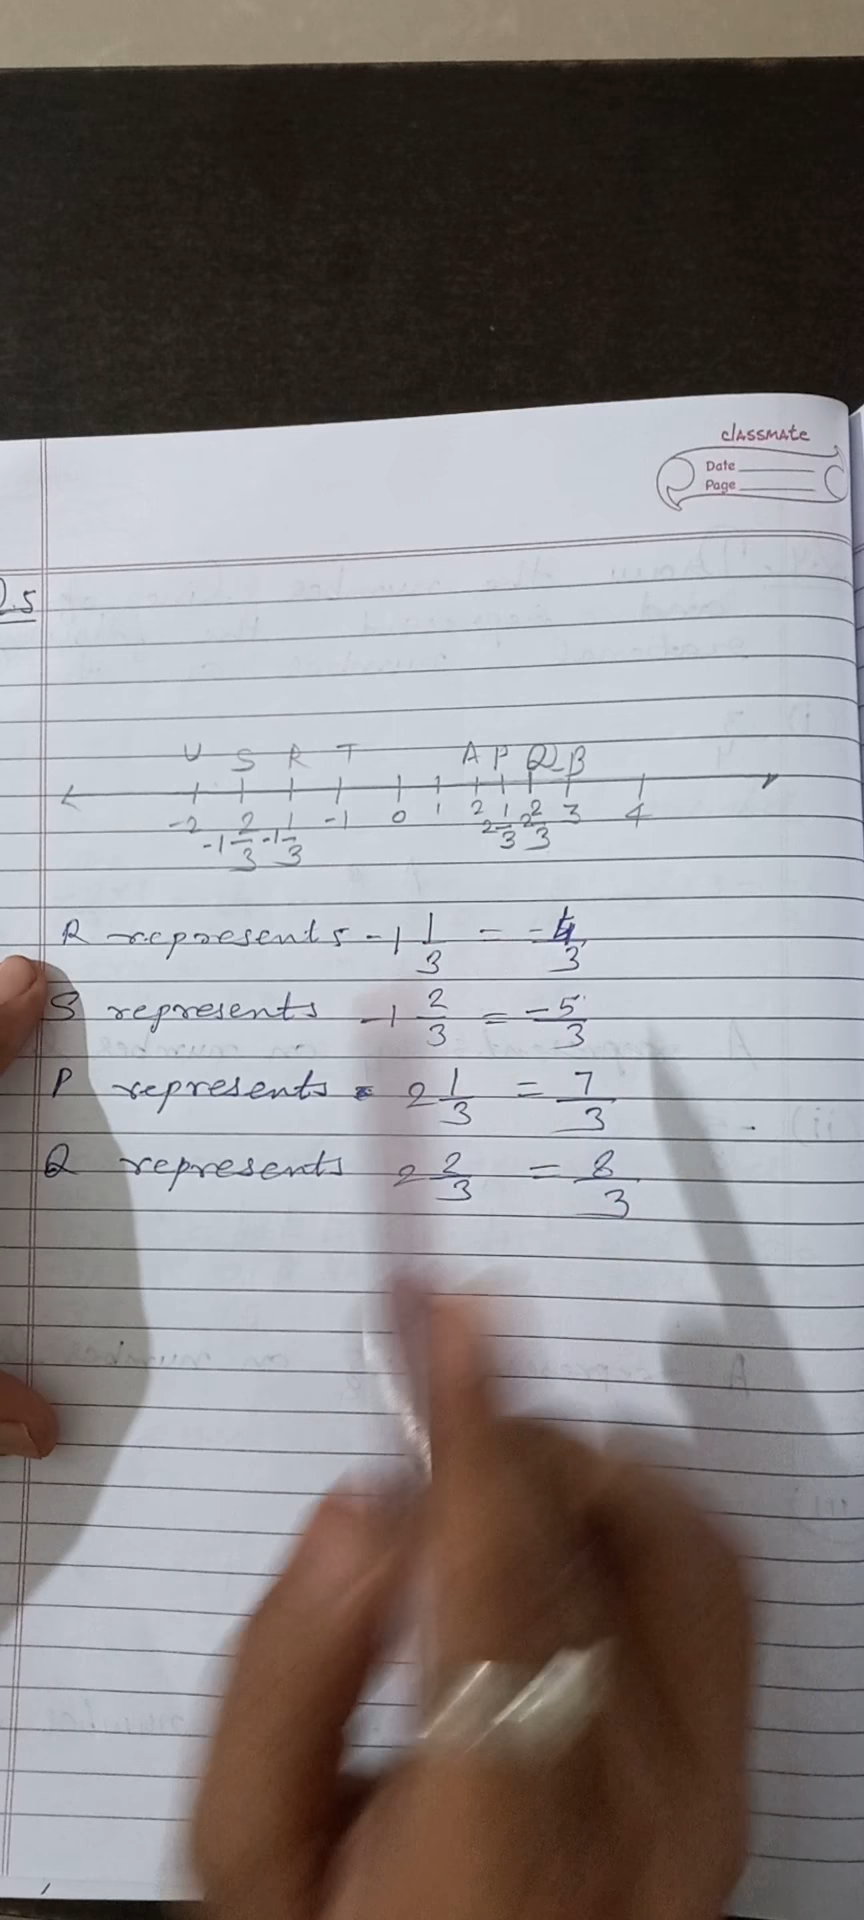 classmate
Date
Page
Q.5
U S R T A P Q B
-2 -1 2/3 -1 1/3 -1 0 1 2 2 1/3 2 2/3 3 4
R represents -1 1/3 = -4/3
S represents -1 2/3 = -5/3
P represents 2 1/3 = 7/3
Q represents 2 2/3 = 8/3